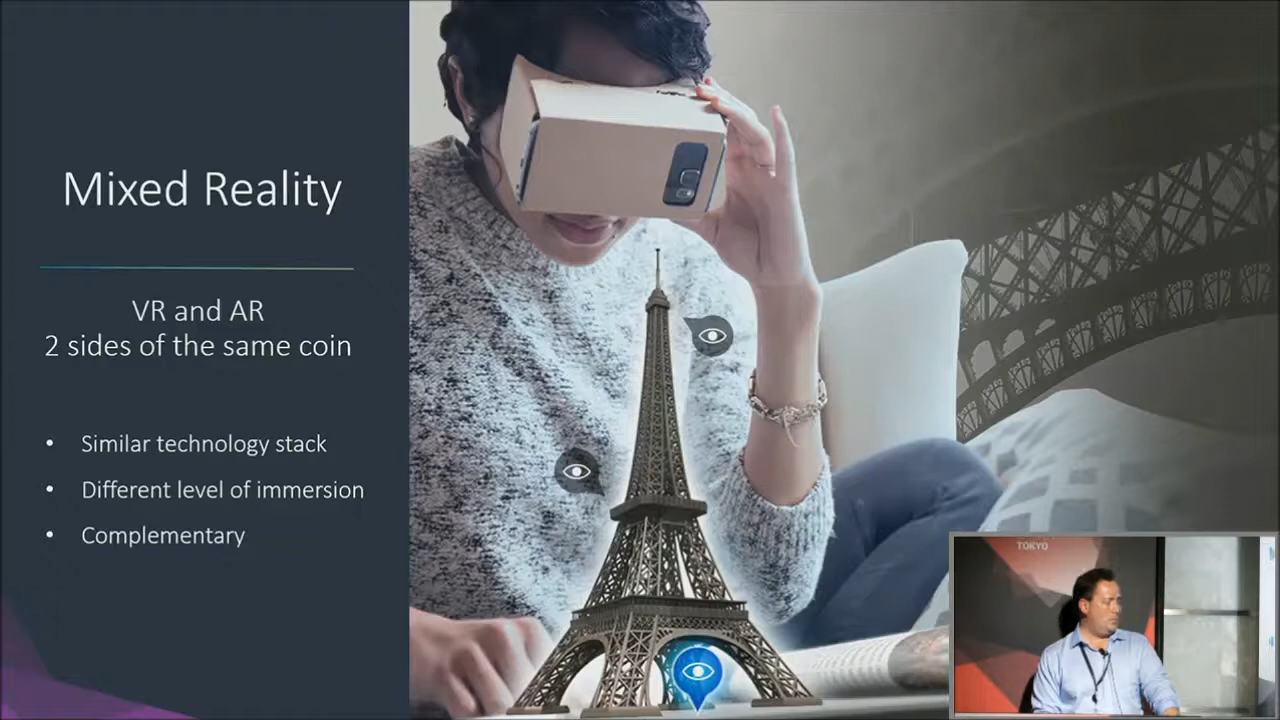 Mixed Reality
VR and AR
2 sides of the same coin
• Similar technology stack
• Different level of immersion
• Complementary
TOKYO